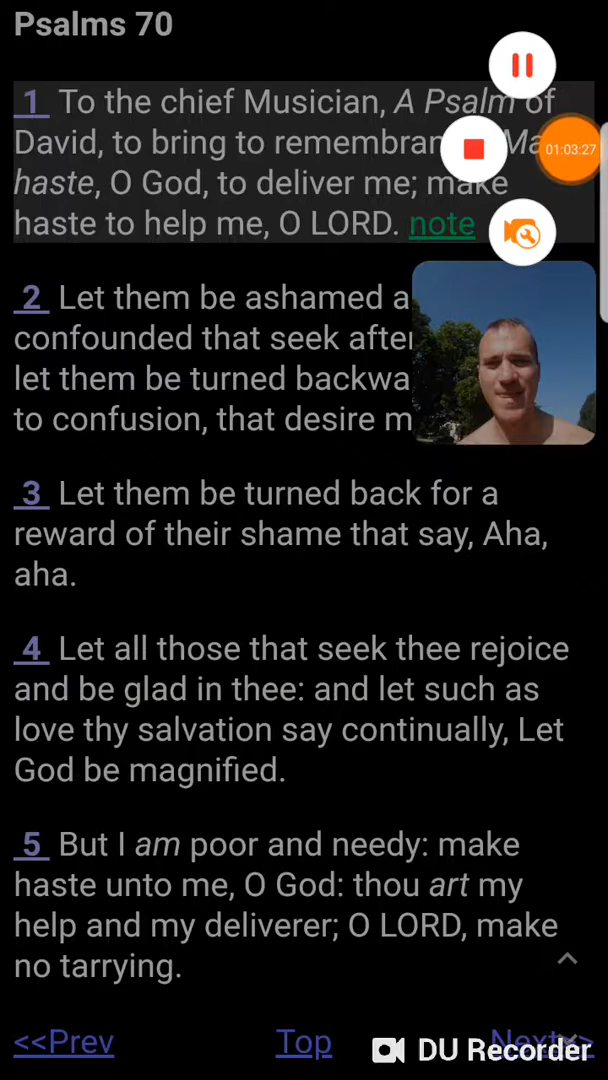 Psalms 70
1 To the chief Musician, A Psalm of
David, to bring to
haste, O God, to deliver me; make
haste to help me, O LORD. note
01:03:27
2 Let them be ashamed
confounded that seek
let them be turned
to confusion, that desire
3 Let them be turned back for a
reward of their shame that say, Aha,
aha.
4 Let all those that seek thee rejoice
and be glad in thee: and let such as
love thy salvation say continually, Let
God be magnified.
5 But I am poor and needy: make
haste unto me, O God: thou art my
help and my deliverer; O LORD, make
no tarrying.
<<Prev
Top
DU Recorder